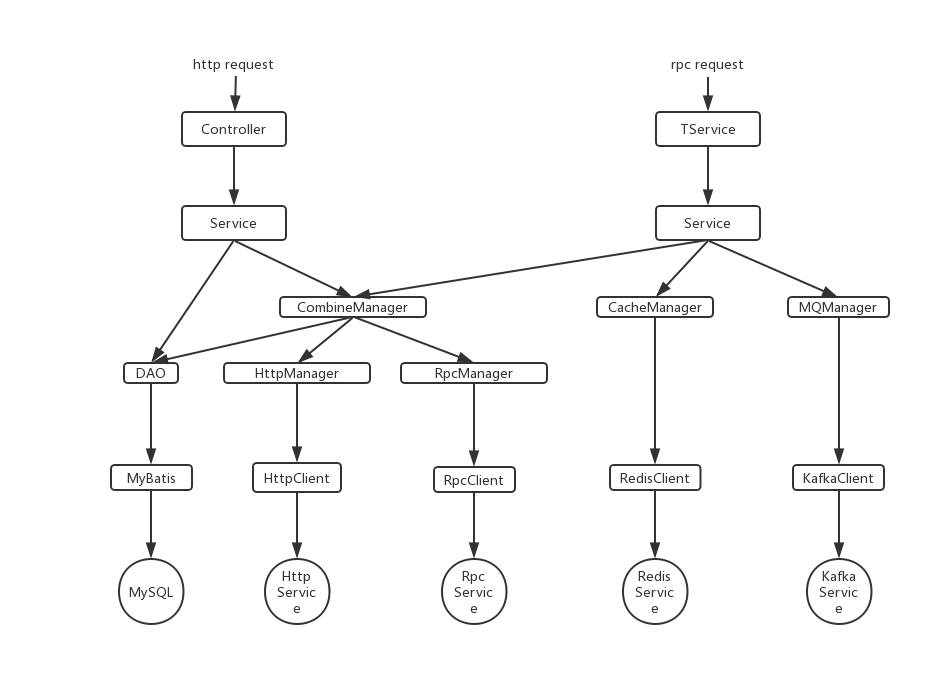 http request
rpc request
Controller
TService
Service
Service
CombineManager
CacheManager
MQManager
DAO
HttpManager
RpcManager
MyBatis
HttpClient
RpcClient
RedisClient
KafkaClient
MySQL
Http
Servic
e
Rpc
Servic
e
Redis
Servic
e
Kafka
Servic
e